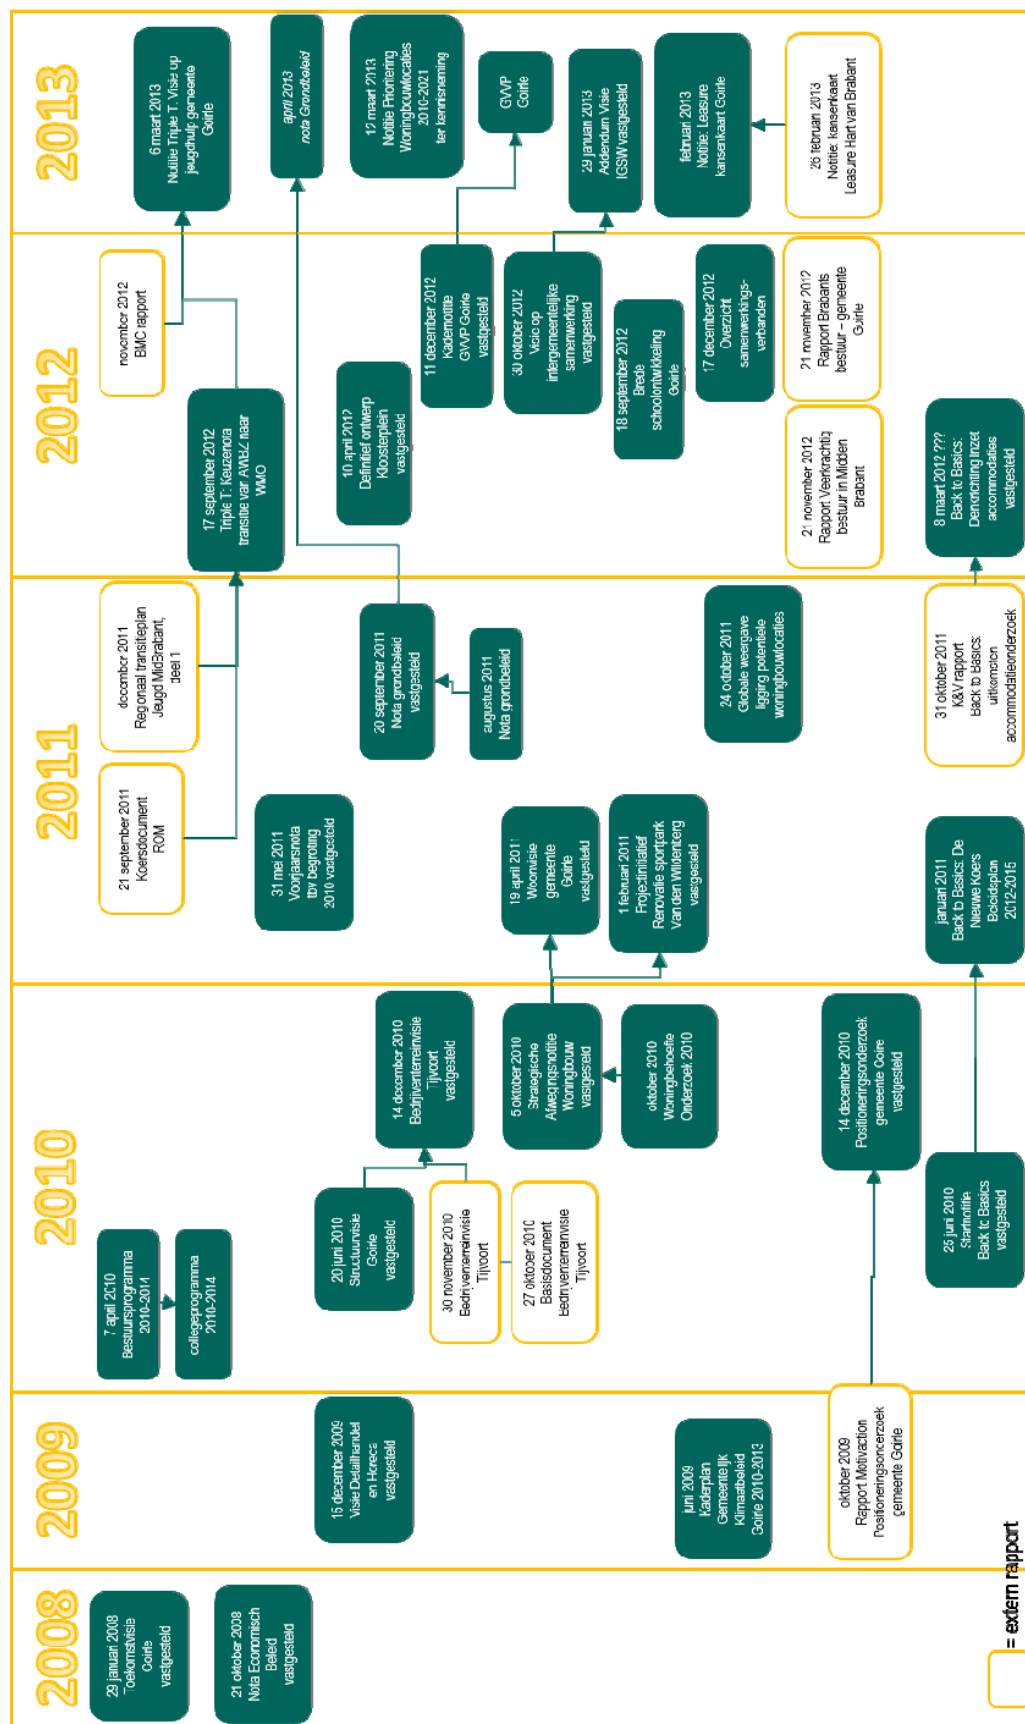 2008
29 januari 2008
Toekomstvisie
Goirle
vastgesteld
21 oktober 2008
Nota Economisch
Beleid
vastgesteld
2009
15 december 2009
Visie Detailhandel
en Horeca
vastgesteld
juni 2009
Kaderplan
Gemeentelijk
Klimaatbeleid
Goirle 2010-2013
oktober 2009
Rapport Motivaction
Positioneringsonderzoek
gemeente Goirle
2010
7 april 2010
Bestuursprogramma
2010-2014
collegeprogramma
2010-2014
20 juni 2010
Structuurvisie
Goirle
vastgesteld
14 december 2010
Bedrijventerreinvisie
Tijvoort
vastgesteld
30 november 2010
Bedrijventerreinvisie
Tijvoort
27 oktober 2010
Basisdocument
Bedrijventerreinvisie
Tijvoort
5 oktober 2010
Strategische
Afwegingsnotitie
Woningbouw
vastgesteld
oktober 2010
Woningbehoefte
Onderzoek 2010
14 december 2010
Positioneringsonderzoek
gemeente Goirle
vastgesteld
25 juni 2010
Startnotitie
Back to Basics
vastgesteld
2011
21 september 2011
Koersdocument
ROM
december 2011
Regionaal transitieplan
Jeugd MidBrabant,
deel 1
31 mei 2011
Voorjaarsnota
tbv begroting
2010 vastgesteld
20 september 2011
Nota grondbeleid
vastgesteld
augustus 2011
Nota grondbeleid
19 april 2011
Woonvisie
gemeente
Goirle
vastgesteld
1 februari 2011
Projectinitiatief
Renovatie sportpark
Van den Wildenberg
vastgesteld
24 oktober 2011
Globale weergave
ligging potentiele
woningbouwlocaties
31 oktober 2011
K&V rapport
Back to Basics:
uitkomsten
accommodatieonderzoek
januari 2011
Back to Basics: De
Nieuwe Koers
Beleidsplan
2012-2015
2012
november 2012
BMC rapport
17 september 2012
Triple T: Keuzenota
transitie van AWBZ naar
WMO
10 april 2012
Definitief ontwerp
Kloosterplein
vastgesteld
11 december 2012
Kadernotitie
GVVP Goirle
vastgesteld
30 oktober 2012
Visie op
intergemeentelijke
samenwerking
vastgesteld
18 september 2012
Brede
schoolontwikkeling
Goirle
17 december 2012
Overzicht
samenwerkings-
verbanden
21 november 2012
Rapport Brabants
bestuur – gemeente
Goirle
21 november 2012
Rapport Veerkrachtig
bestuur in Midden
Brabant
8 maart 2012 ???
Back to Basics:
Denkrichting inzet
accommodaties
vastgesteld
2013
6 maart 2013
Notitie Triple T. Visie op
jeugdhulp gemeente
Goirle
april 2013
nota Grondbeleid
12 maart 2013
Notitie Prioritering
Woningbouwlocaties
2010-2021
ter kennisneming
GVVP
Goirle
29 januari 2013
Addendum Visie
IGSW vastgesteld
februari 2013
Notitie: Leasure
kansenkaart Goirle
26 februari 2013
Notitie: kansenkaart
Leasure Hart van Brabant
= extern rapport